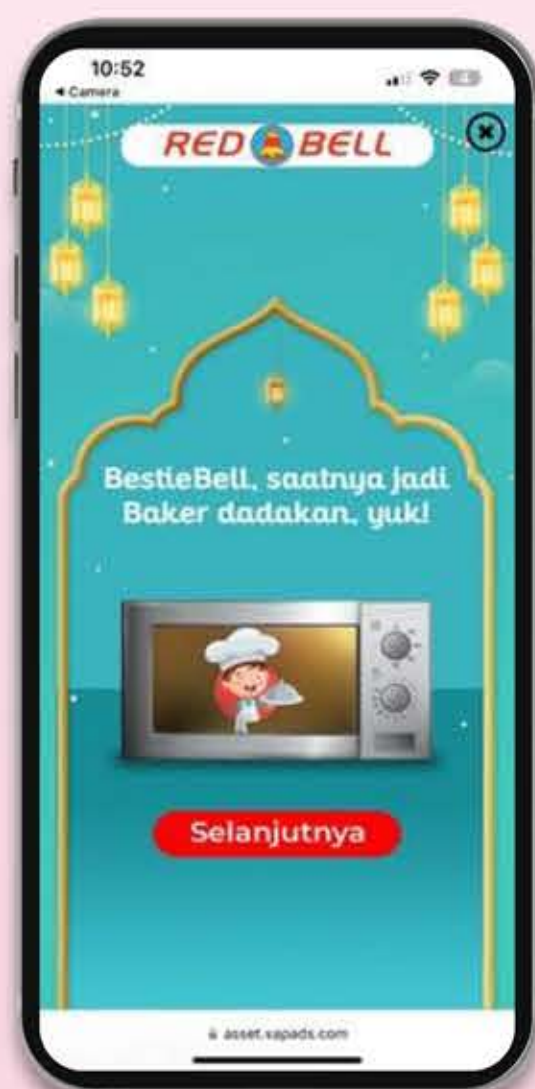 10:52
◀ Camera
RED BELL
BestieBell, saatnya jadi
Baker dadakan, yuk!
Selanjutnya
asset.xapads.com